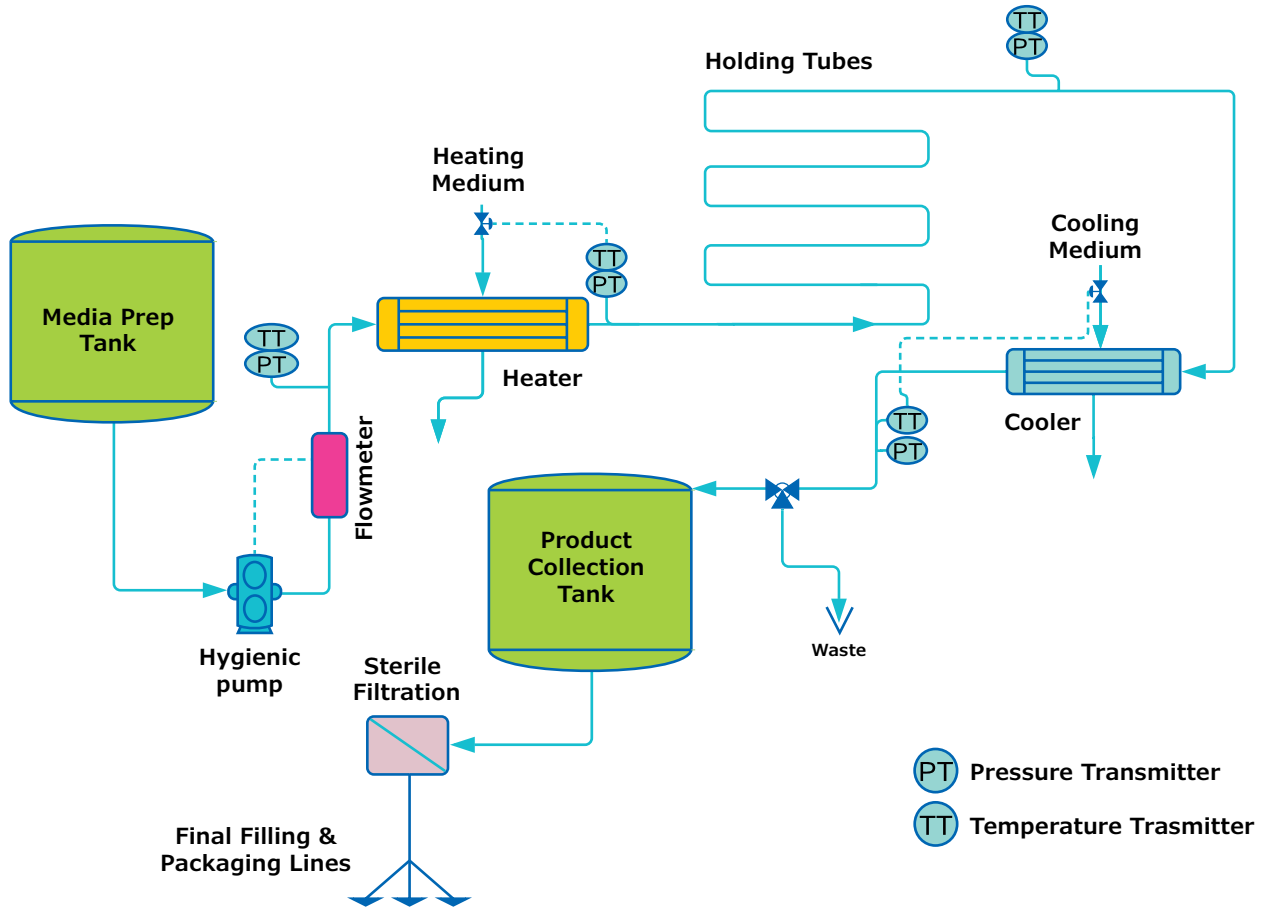 TT
PT
Holding Tubes
Heating
Medium
Cooling
Medium
TT
PT
Media Prep
Tank
TT
PT
Heater
Cooler
TT
PT
Flowmeter
Product
Collection
Tank
Hygienic
pump
Sterile
Filtration
Waste
PT Pressure Transmitter
TT Temperature Trasmitter
Final Filling &
Packaging Lines